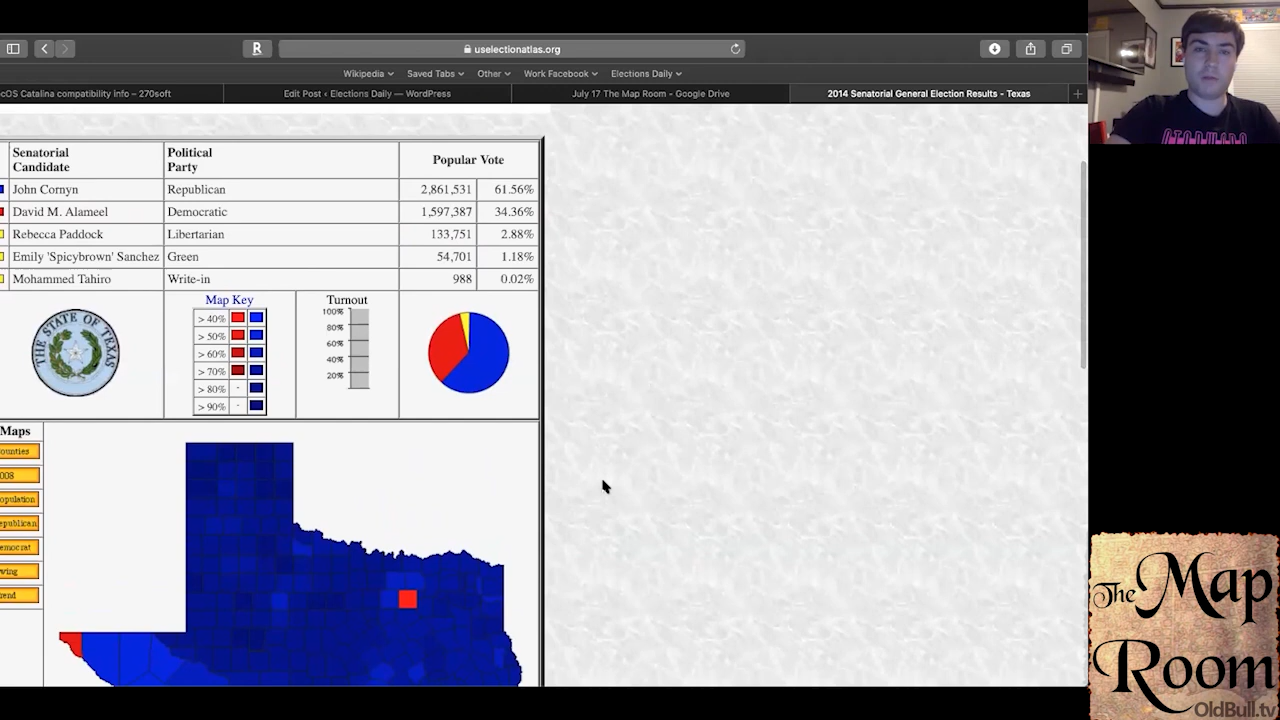 uselectionatlas.org
Wikipedia Saved Tabs Other Work Facebook Elections Daily
cOS Catalina compatibility info – 270soft Edit Post ‹ Elections Daily — WordPress July 17 The Map Room - Google Drive 2014 Senatorial General Election Results - Texas
Senatorial Candidate Political Party Popular Vote
John Cornyn Republican 2,861,531 61.56%
David M. Alameel Democratic 1,597,387 34.36%
Rebecca Paddock Libertarian 133,751 2.88%
Emily 'Spicybrown' Sanchez Green 54,701 1.18%
Mohammed Tahiro Write-in 988 0.02%
THE STATE OF TEXAS
Map Key
> 40%
> 50%
> 60%
> 70%
> 80% -
> 90% -
Turnout
100%
80%
60%
40%
20%
Maps
ounties
008
opulation
epublican
emocrat
wing
rend
The Map
Room
OldBull.tv